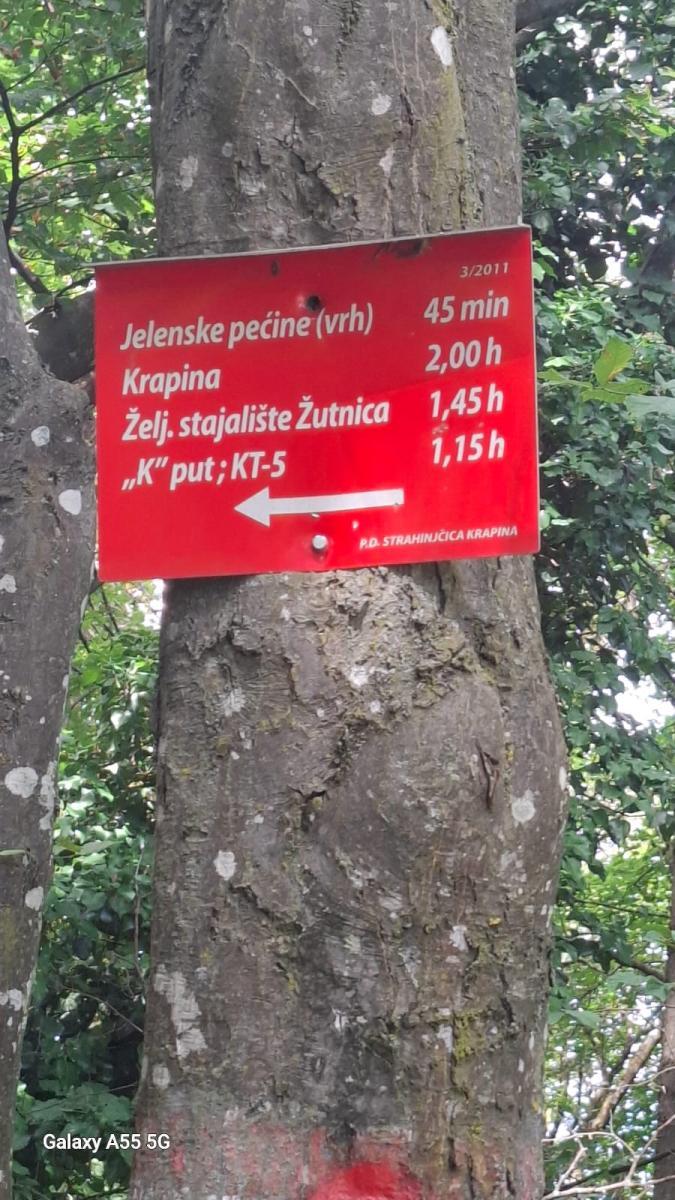 3/2011
Jelenske pećine (vrh) 45 min
Krapina 2,00 h
Želj. stajalište Žutnica 1,45 h
„K” put ; KT-5 1,15 h
P.D. STRAHINJČICA KRAPINA
Galaxy A55 5G